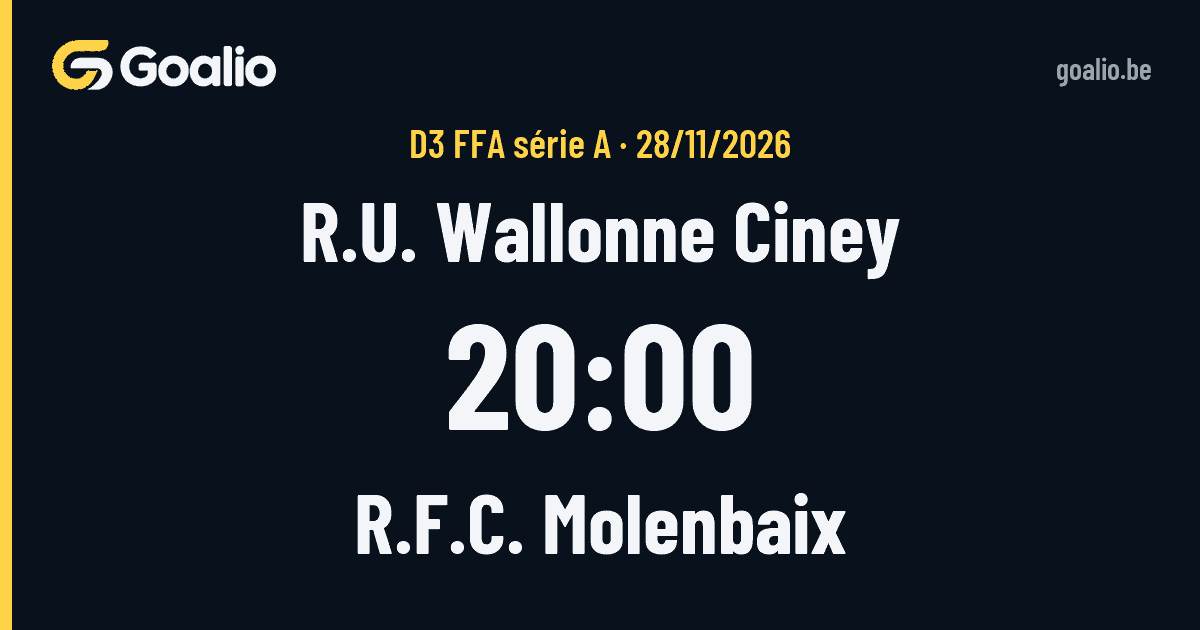 Goalio
goalio.be
D3 FFA série A · 28/11/2026
R.U. Wallonne Ciney
20:00
R.F.C. Molenbaix